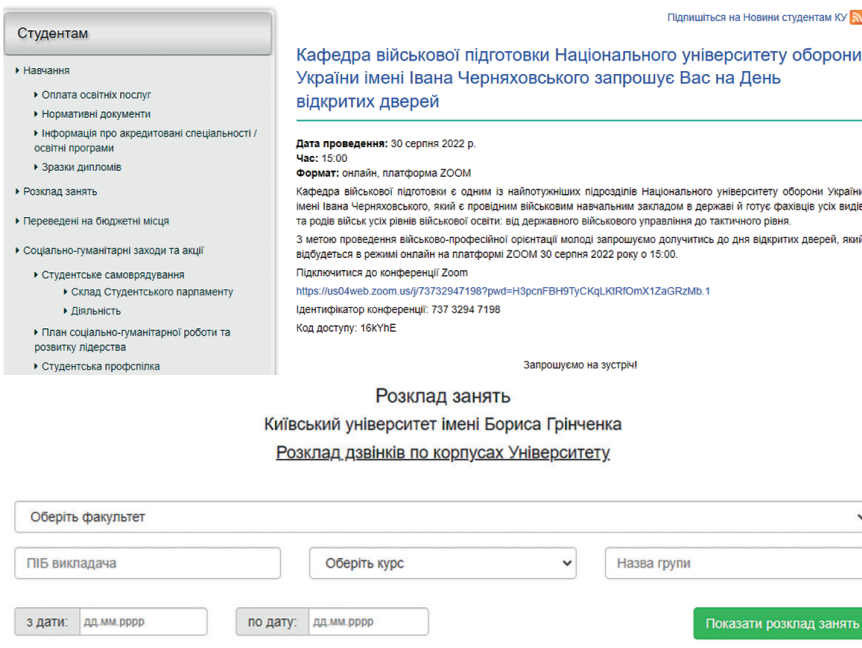 Студентам
Навчання
Оплата освітніх послуг
Нормативні документи
Інформація про акредитовані спеціальності /
освітні програми
Зразки дипломів
Розклад занять
Переведені на бюджетні місця
Соціально-гуманітарні заходи та акції
Студентське самоврядування
Склад Студентського парламенту
Діяльність
План соціально-гуманітарної роботи та
розвитку лідерства
Студентська профспілка
Підпишіться на Новини студентам КУ
Кафедра військової підготовки Національного університету оборони
України імені Івана Черняховського запрошує Вас на День
відкритих дверей
Дата проведення: 30 серпня 2022 р.
Час: 15:00
Формат: онлайн, платформа ZOOM
Кафедра військової підготовки є одним із найпотужніших підрозділів Національного університету оборони України
імені Івана Черняховського, який є провідним військовим навчальним закладом в державі й готує фахівців усіх видів
та родів військ усіх рівнів військової освіти: від державного військового управління до тактичного рівня.
З метою проведення військово-професійної орієнтації молоді запрошуємо долучитись до дня відкритих дверей, який
відбудеться в режимі онлайн на платформі ZOOM 30 серпня 2022 року о 15:00.
Підключитися до конференції Zoom
https://us04web.zoom.us/j/73732947198?pwd=H3pcnFBH9TyCKqLKtRfOmX1ZaGRzMb.1
Ідентифікатор конференції: 737 3294 7198
Код доступу: 16kYhE
Запрошуємо на зустріч!
Розклад занять
Київський університет імені Бориса Грінченка
Розклад дзвінків по корпусах Університету
Оберіть факультет
ПІБ викладача
Оберіть курс
Назва групи
з дати: дд.мм.рррр
по дату: дд.мм.рррр
Показати розклад занять